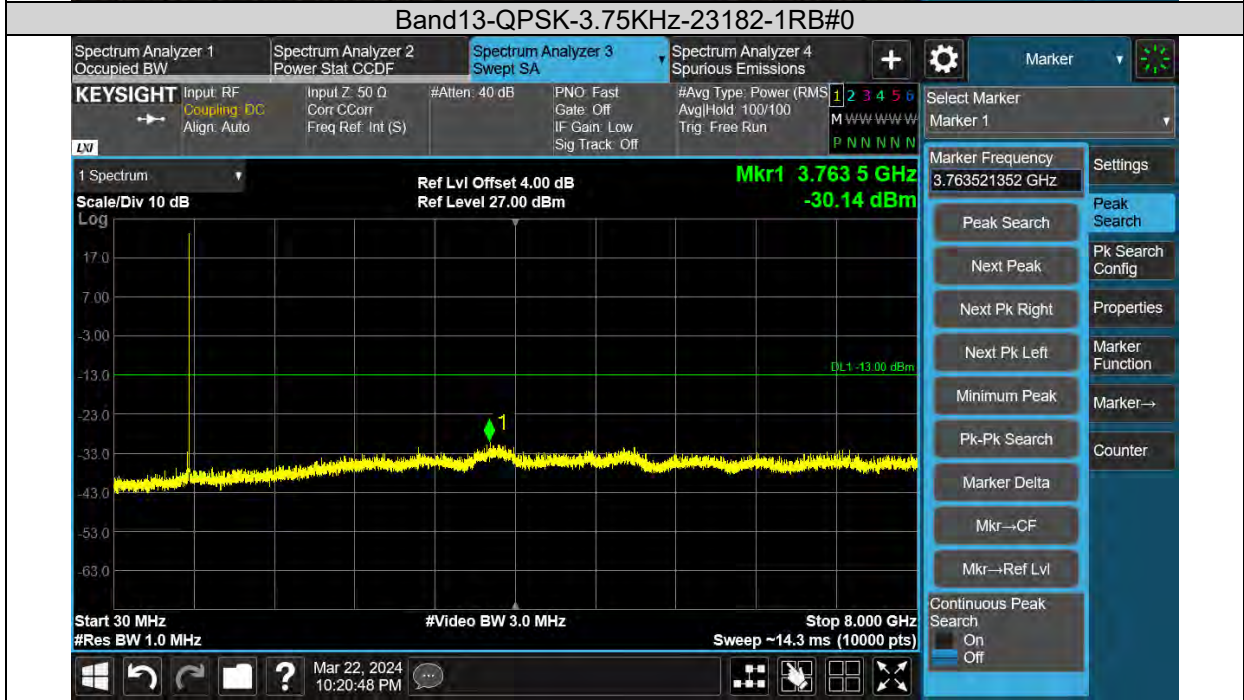 Band13-QPSK-3.75KHz-23182-1RB#0
Spectrum Analyzer 1
Occupied BW
Spectrum Analyzer 2
Power Stat CCDF
Spectrum Analyzer 3
Swept SA
Spectrum Analyzer 4
Spurious Emissions
+
Marker
KEYSIGHT
LXI
Input: RF
Coupling: DC
Align: Auto
Input Z: 50 Ω
Corr CCorr
Freq Ref: Int (S)
#Atten: 40 dB
PNO: Fast
Gate: Off
IF Gain: Low
Sig Track: Off
#Avg Type: Power (RMS
Avg|Hold: 100/100
Trig: Free Run
1 2 3 4 5 6
M W W W W W
P N N N N N
Select Marker
Marker 1
1 Spectrum
Scale/Div 10 dB
Log
Ref Lvl Offset 4.00 dB
Ref Level 27.00 dBm
Mkr1 3.763 5 GHz
-30.14 dBm
17.0
7.00
-3.00
-13.0
-23.0
-33.0
-43.0
-53.0
-63.0
DL1 -13.00 dBm
1
Start 30 MHz
#Res BW 1.0 MHz
#Video BW 3.0 MHz
Stop 8.000 GHz
Sweep ~14.3 ms (10000 pts)
Marker Frequency
3.763521352 GHz
Peak Search
Next Peak
Next Pk Right
Next Pk Left
Minimum Peak
Pk-Pk Search
Marker Delta
Mkr→CF
Mkr→Ref Lvl
Continuous Peak
Search
On
Off
Settings
Peak
Search
Pk Search
Config
Properties
Marker
Function
Marker→
Counter
?
Mar 22, 2024
10:20:48 PM